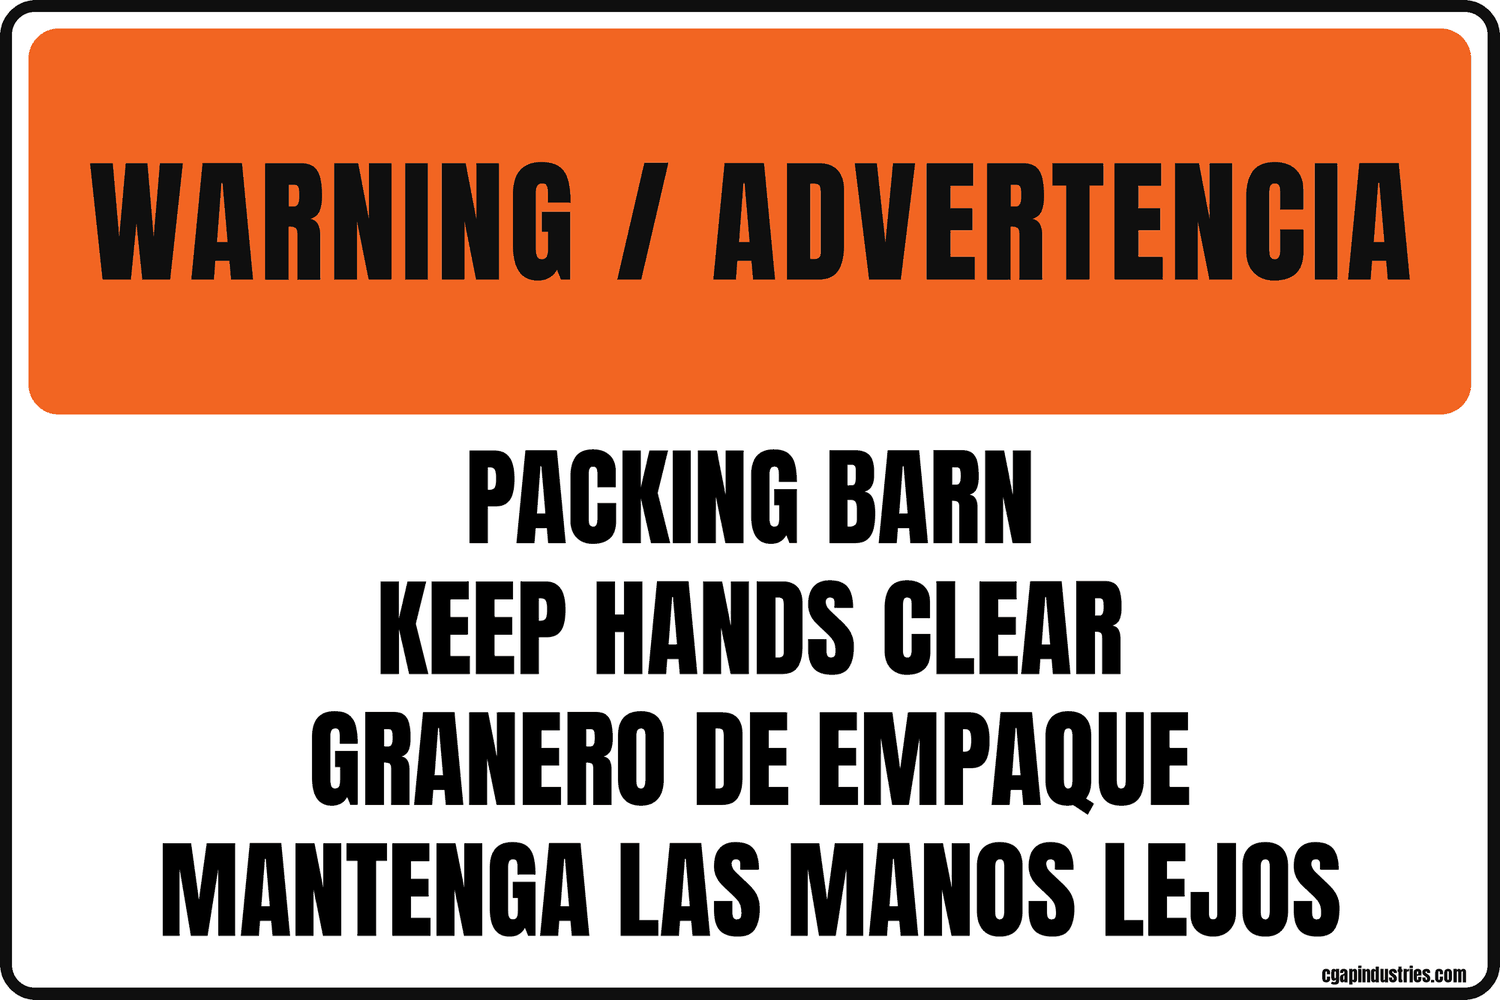 WARNING / ADVERTENCIA
PACKING BARN
KEEP HANDS CLEAR
GRANERO DE EMPAQUE
MANTENGA LAS MANOS LEJOS
cgapindustries.com